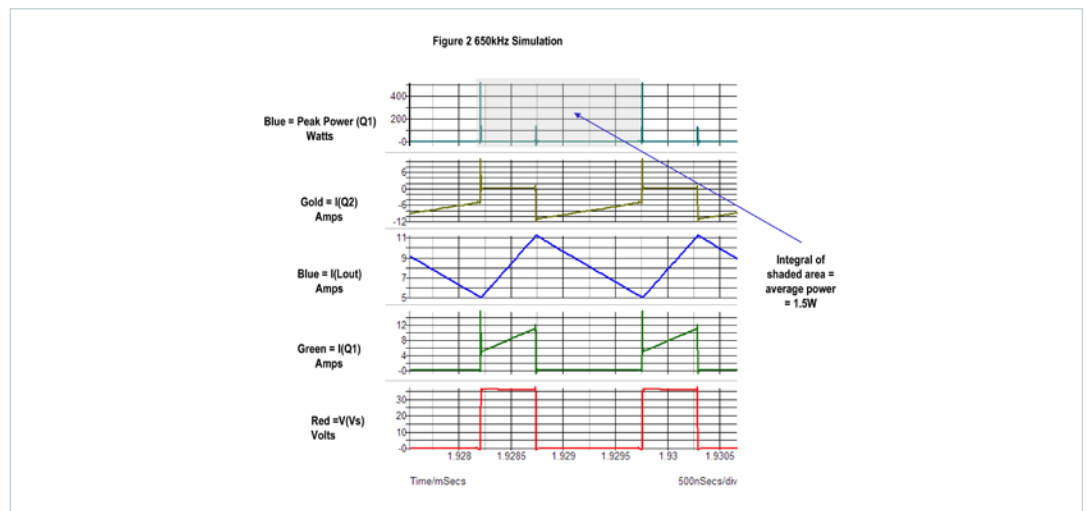 Figure 2 650kHz Simulation
Blue = Peak Power (Q1)
Watts
400
200
-0
Gold = I(Q2)
Amps
6
0
-6
-12
Blue = I(Lout)
Amps
11
9
7
5
Integral of
shaded area =
average power
= 1.5W
Green = I(Q1)
Amps
12
8
4
-0
Red =V(Vs)
Volts
30
20
10
-0
1.928 1.9285 1.929 1.9295 1.93 1.9305
Time/mSecs 500nSecs/div